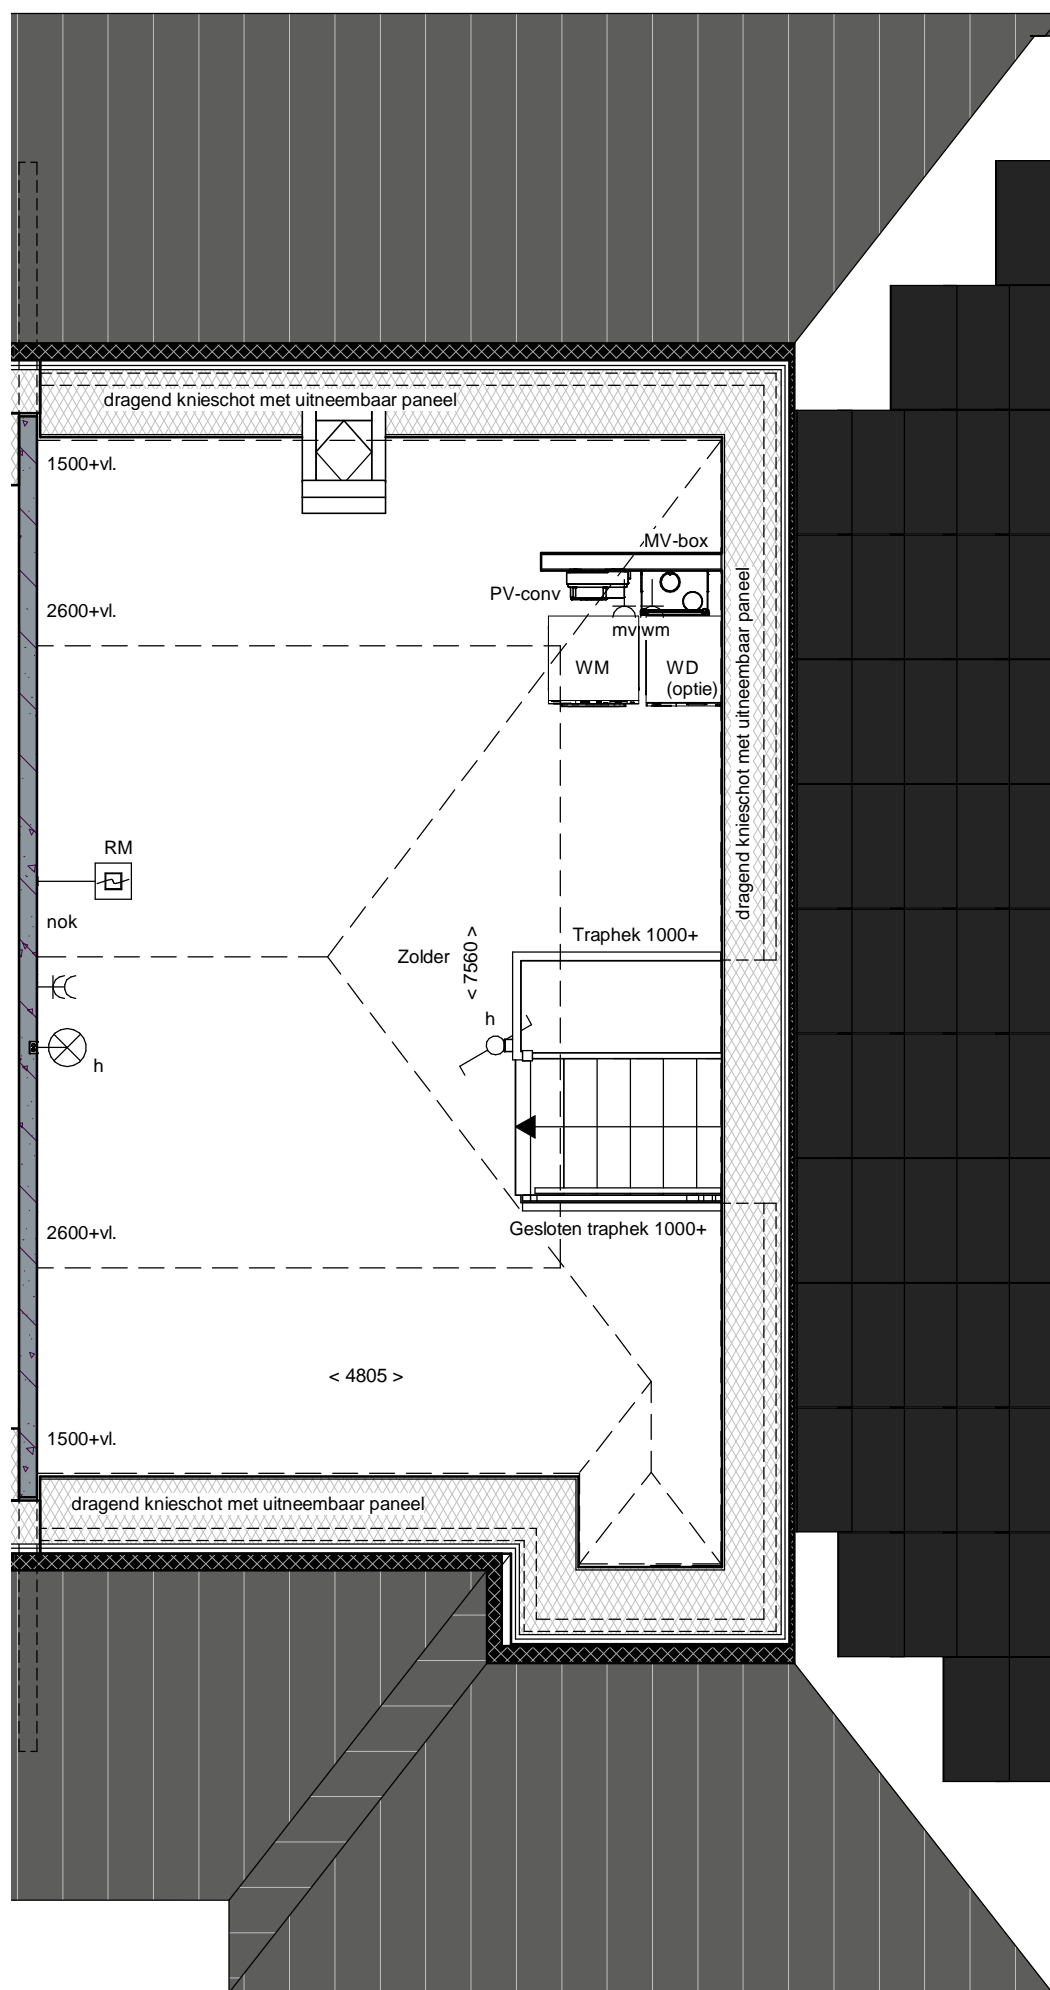 dragend knieschot met uitneembaar paneel
1500+vl.
MV-box
PV-conv
2600+vl.
mv wm
WM
WD
(optie)
dragend knieschot met uitneembaar paneel
RM
nok
Traphek 1000+
Zolder
< 7560 >
h
h
Gesloten traphek 1000+
2600+vl.
< 4805 >
1500+vl.
dragend knieschot met uitneembaar paneel